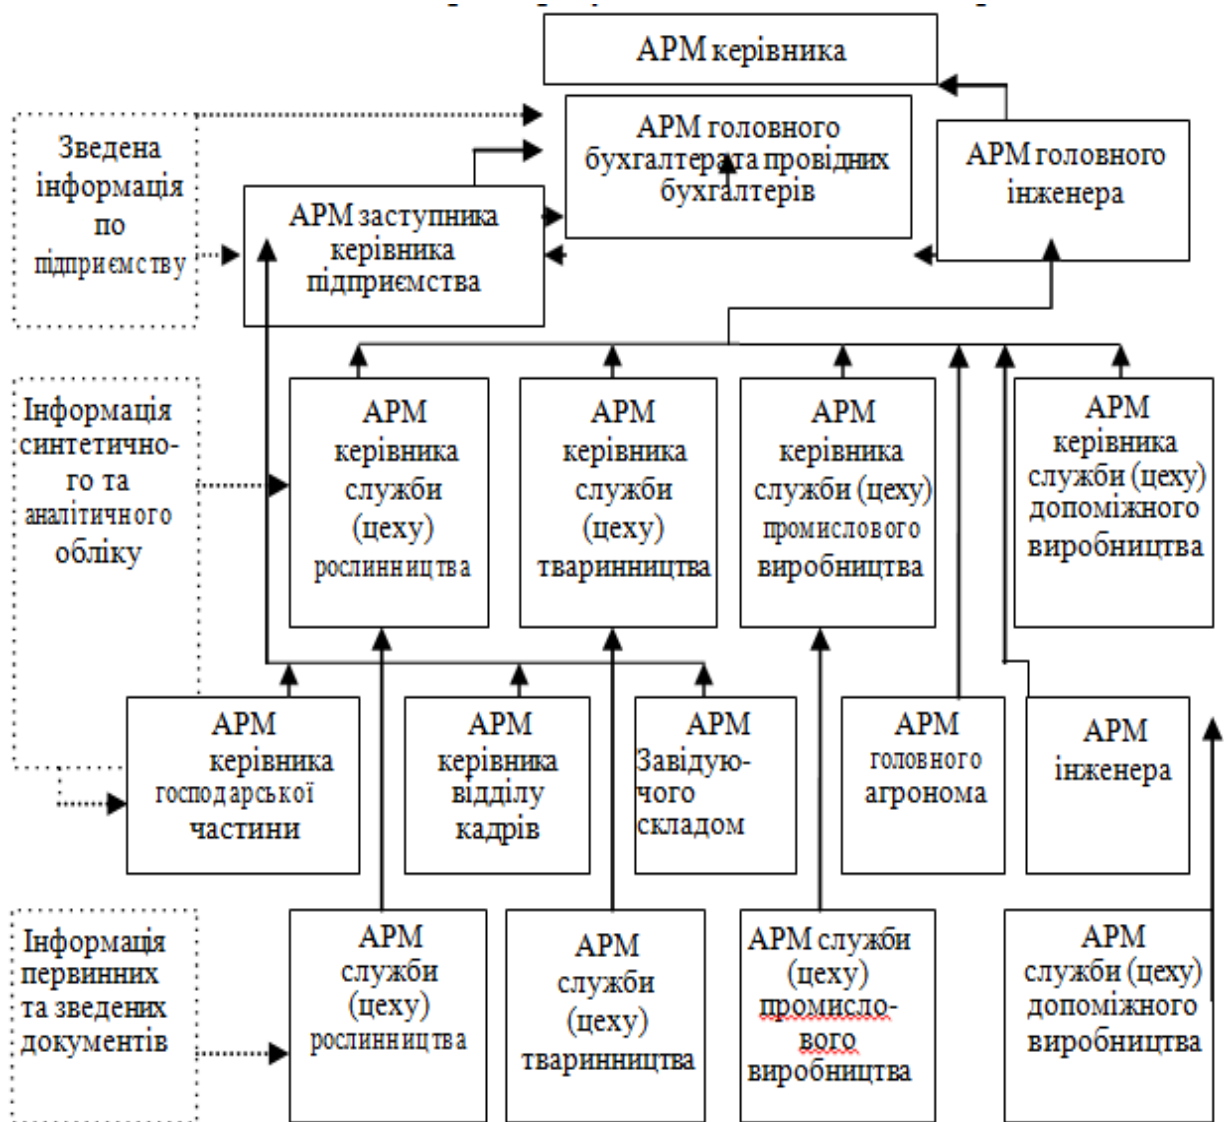 АРМ керівника
АРМ головного
бухгалтерата провідних
бухгалтерів
АРМ головного
інженера
Зведена
інформація
по
підприємству
АРМ заступника
керівника
підприємства
Інформація
синтетично-
го та
аналітичного
обліку
АРМ
керівника
служби
(цеху)
рослинництва
АРМ
керівника
служби
(цеху)
тваринництва
АРМ
керівника
служби (цеху)
промислового
виробництва
АРМ
керівника
служби (цеху)
допоміжного
виробництва
АРМ
керівника
господарської
частини
АРМ
керівника
відділу
кадрів
АРМ
Завідую-
чого
складом
АРМ
головного
агронома
АРМ
інженера
Інформація
первинних
та зведених
документів
АРМ
служби
(цеху)
рослинництва
АРМ
служби
(цеху)
тваринництва
АРМ служби
(цеху)
промисло-
вого
виробництва
АРМ
служби (цеху)
допоміжного
виробництва